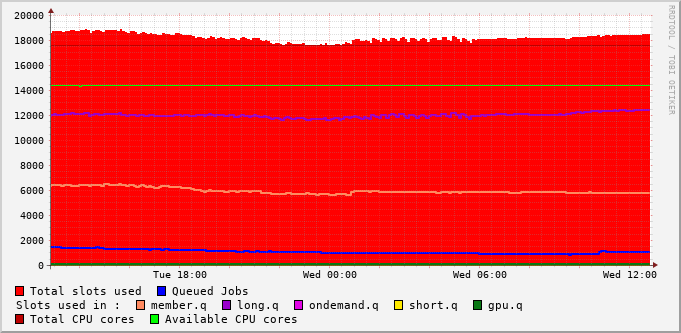 20000
18000
16000
14000
12000
10000
8000
6000
4000
2000
0
Tue 18:00 Wed 00:00 Wed 06:00 Wed 12:00
RRDTOOL / TOBI OETIKER
Total slots used Queued Jobs
Slots used in : member.q long.q ondemand.q short.q gpu.q
Total CPU cores Available CPU cores